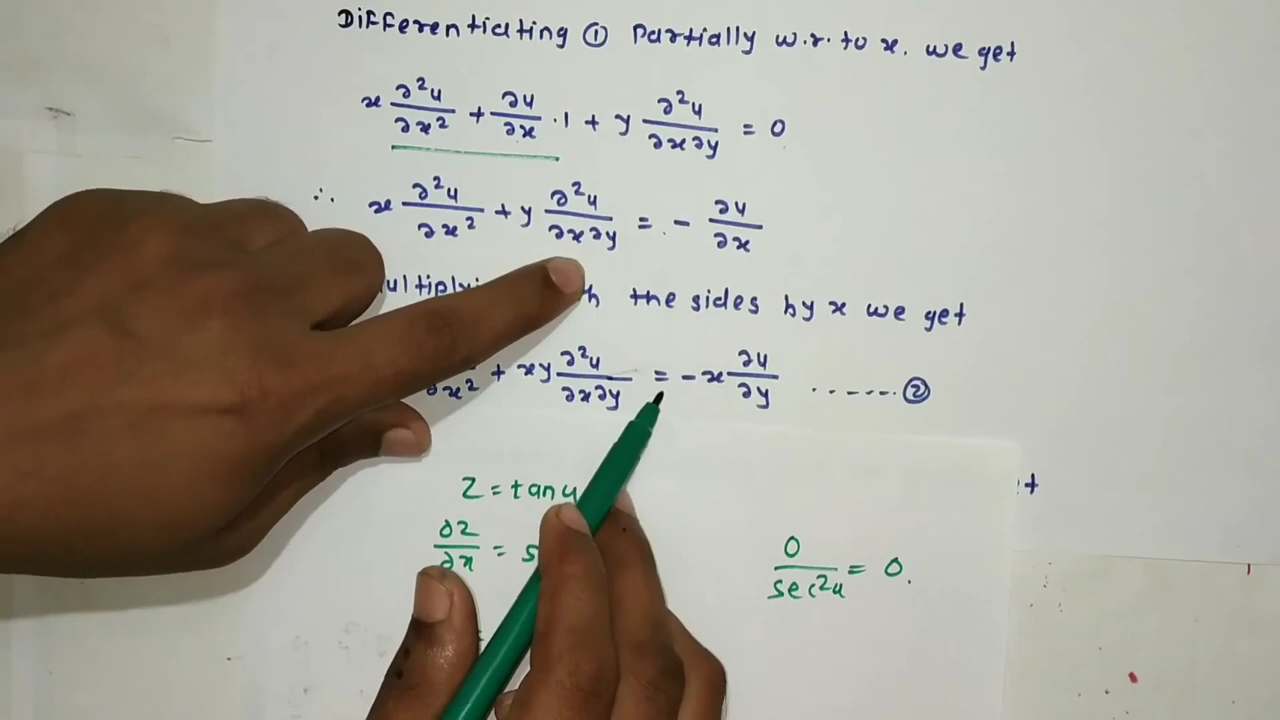 Differentiating ① Partially w.r. to x. we get
x ∂²u/∂x² + ∂u/∂x .1 + y ∂²u/∂x∂y = 0
∴ x ∂²u/∂x² + y ∂²u/∂x∂y = - ∂u/∂x
the sides by x we get
∂x² + xy ∂²u/∂x∂y = -x ∂u/∂y ...... ②
Z = tan u
∂Z/∂x = s
0/sec²u = 0.